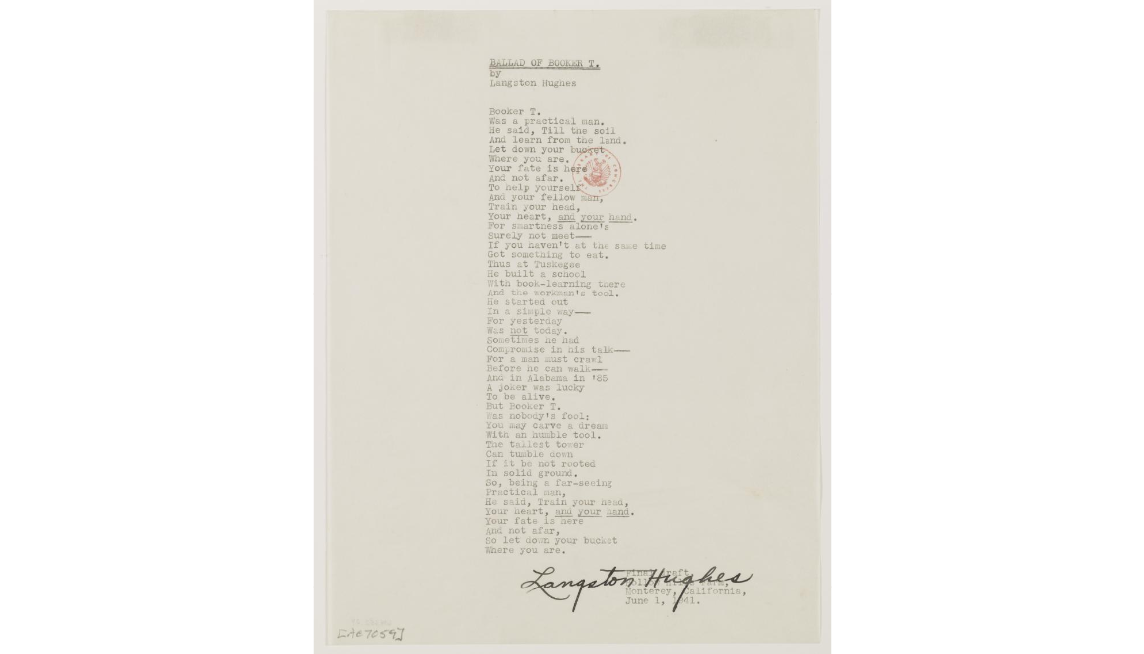 BALLAD OF BOOKER T.
by
Langston Hughes
Booker T.
Was a practical man.
He said, Till the soil
And learn from the land.
Let down your bucket
Where you are.
Your fate is here
And not afar.
To help yourself
And your fellow man,
Train your head,
Your heart, and your hand.
For smartness alone's
Surely not meet—
If you haven't at the same time
Got something to eat.
Thus at Tuskegee
He built a school
With book-learning there
And the workman's tool.
He started out
In a simple way—
For yesterday
Was not today.
Sometimes he had
Compromise in his talk—
For a man must crawl
Before he can walk—
And in Alabama in '85
A joker was lucky
To be alive.
But Booker T.
Was nobody's fool:
You may carve a dream
With an humble tool.
The tallest tower
Can tumble down
If it be not rooted
In solid ground.
So, being a far-seeing
Practical man,
He said, Train your head,
Your heart, and your hand.
Your fate is here
And not afar,
So let down your bucket
Where you are.
Langston Hughes
Final draft,
Monterey, California,
June 1, 1941.